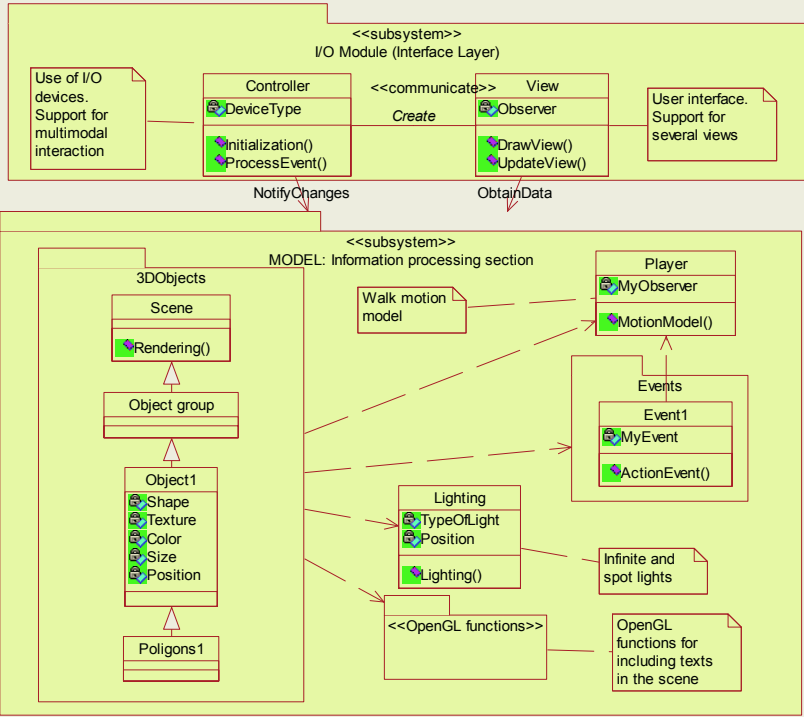 <<subsystem>>
I/O Module (Interface Layer)
Use of I/O
devices.
Support for
multimodal
interaction
Controller
DeviceType
Initialization()
ProcessEvent()
<<communicate>>
Create
View
Observer
DrawView()
UpdateView()
User interface.
Support for
several views
NotifyChanges
ObtainData
<<subsystem>>
MODEL: Information processing section
3DObjects
Scene
Rendering()
Object group
Object1
Shape
Texture
Color
Size
Position
Poligons1
Walk motion
model
Player
MyObserver
MotionModel()
Events
Event1
MyEvent
ActionEvent()
Lighting
TypeOfLight
Position
Lighting()
Infinite and
spot lights
<<OpenGL functions>>
OpenGL
functions for
including texts
in the scene